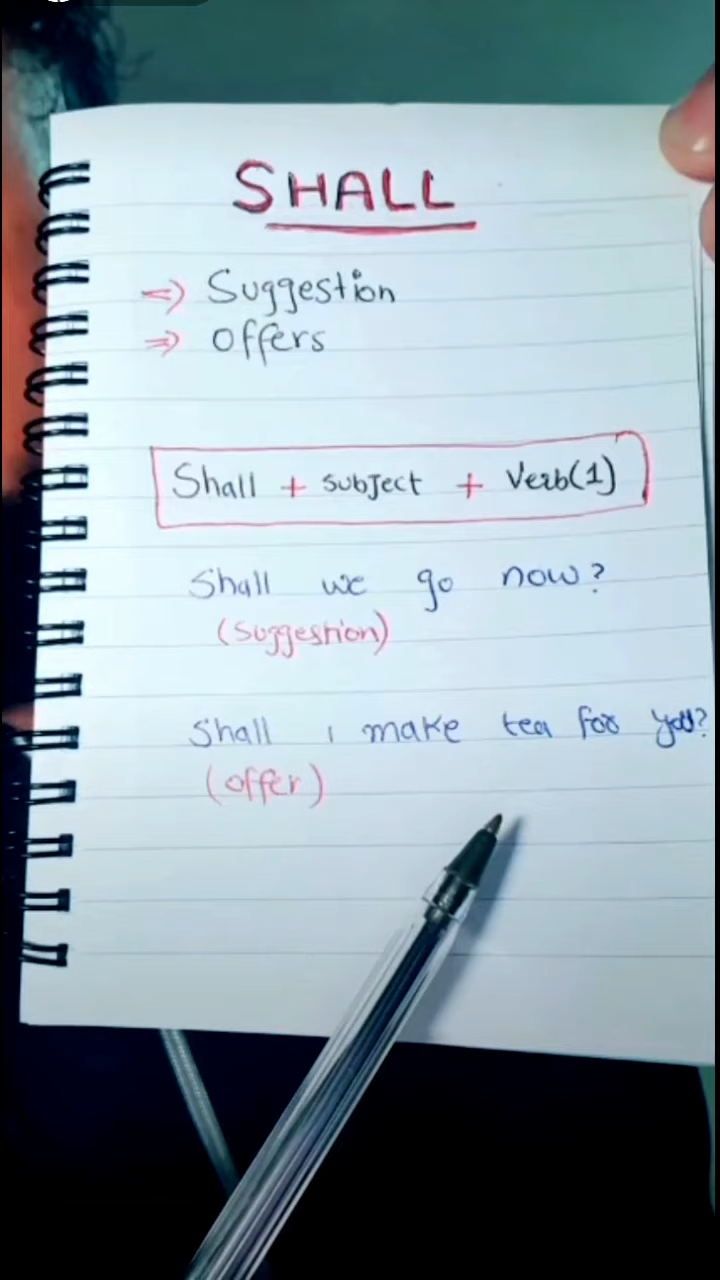 SHALL
=> Suggestion
=> Offers
Shall + Subject + Verb(1)
Shall we go now?
(Suggestion)
Shall i make tea for you?
(Offer)